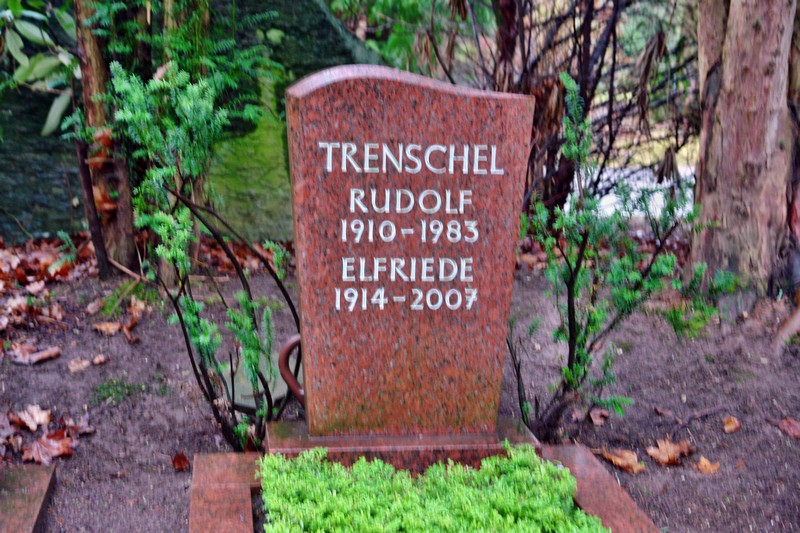 TRENSCHEL
RUDOLF
1910-1983
ELFRIEDE
1914-2007